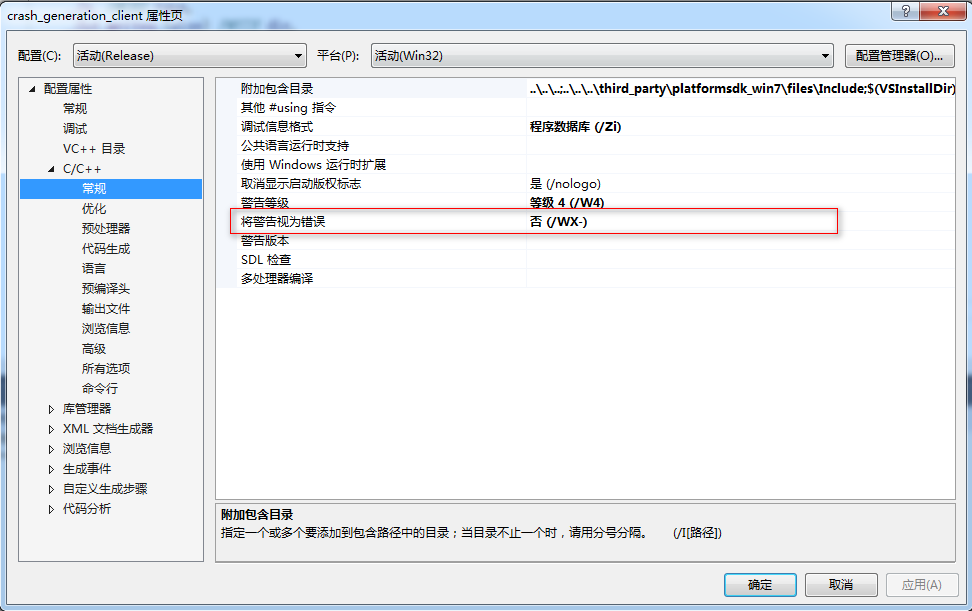 crash_generation_client 属性页
配置(C): 活动(Release) 平台(P): 活动(Win32) 配置管理器(O)...
配置属性
常规
调试
VC++ 目录
C/C++
常规
优化
预处理器
代码生成
语言
预编译头
输出文件
浏览信息
高级
所有选项
命令行
库管理器
XML 文档生成器
浏览信息
生成事件
自定义生成步骤
代码分析
附加包含目录 ..\..\..;..\..\..\third_party\platformsdk_win7\files\Include;$(VSInstallDir)
其他 #using 指令
调试信息格式 程序数据库 (/Zi)
公共语言运行时支持
使用 Windows 运行时扩展
取消显示启动版权标志 是 (/nologo)
警告等级 等级 4 (/W4)
将警告视为错误 否 (/WX-)
警告版本
SDL 检查
多处理器编译
附加包含目录
指定一个或多个要添加到包含路径中的目录；当目录不止一个时，请用分号分隔。 (/I[路径])
确定 取消 应用(A)